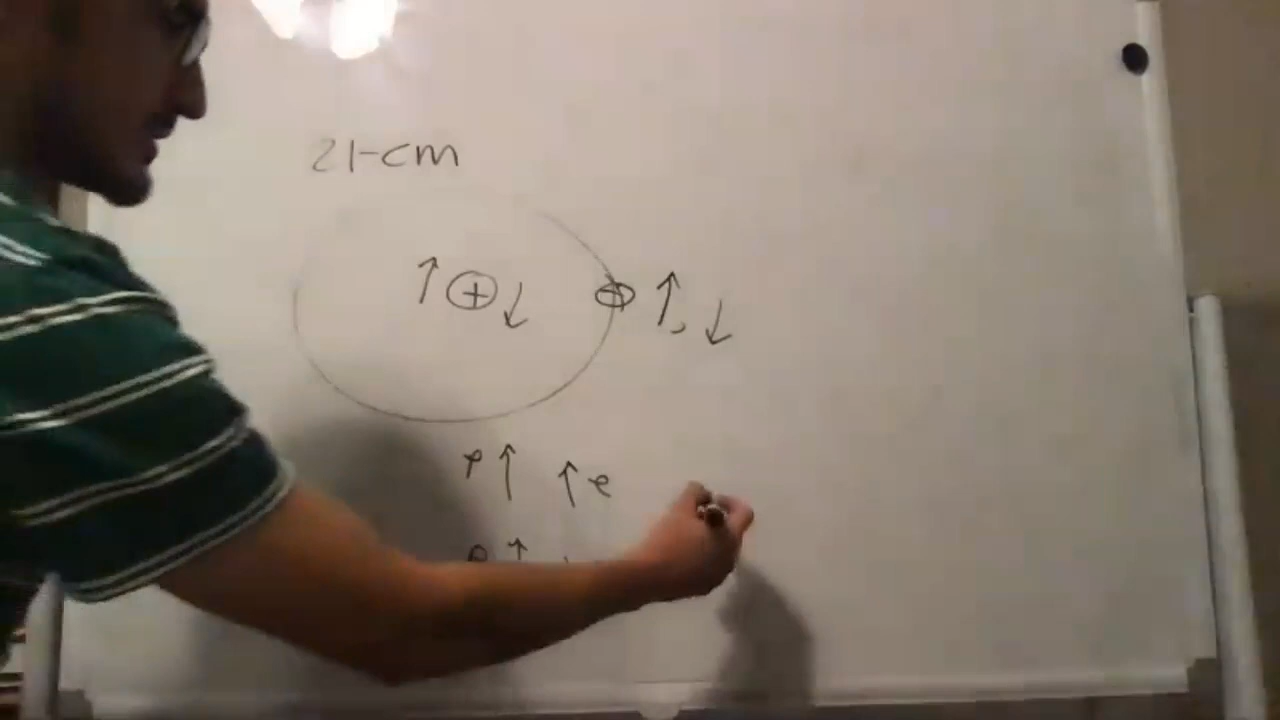 21-cm
↑ ⊕ ↓ ⊖ ↑, ↓
P ↑ ↑ e
P ↑